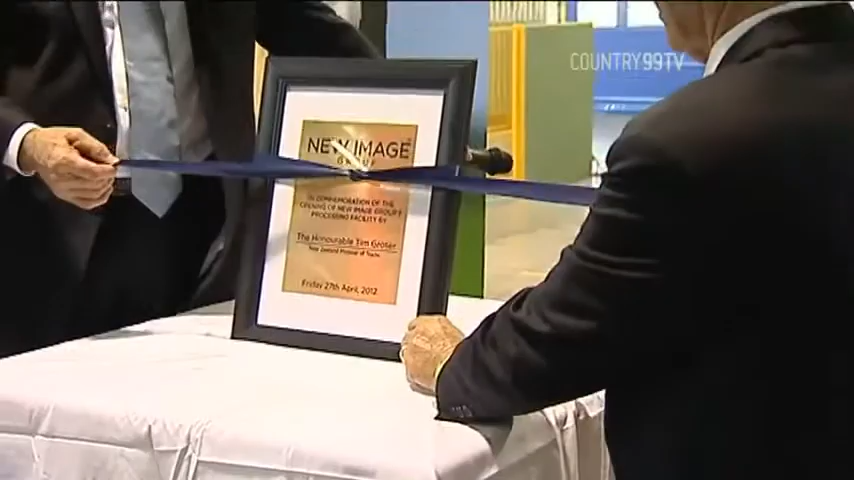 COUNTRY99TV
NEW IMAGE
GROUP
IN COMMEMORATION OF THE
OPENING OF NEW IMAGE GROUP'S
PROCESSING FACILITY BY
The Honourable Tim Groser
New Zealand Minister of Trade
Friday 27th April, 2012